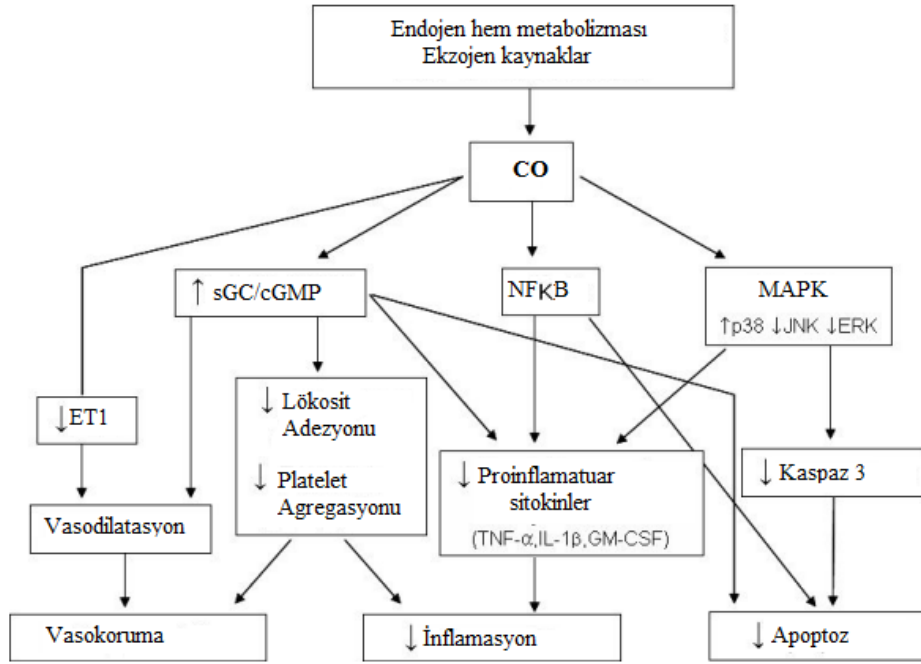 Endojen hem metabolizması
Ekzojen kaynaklar
CO
↑ sGC/cGMP
NFκB
MAPK
↑p38 ↓JNK ↓ERK
↓ET1
↓ Lökosit
Adezyonu
↓ Platelet
Agregasyonu
↓ Proinflamatuar
sitokinler
(TNF-α,IL-1β,GM-CSF)
↓ Kaspaz 3
Vasodilatasyon
Vasokoruma
↓ İnflamasyon
↓ Apoptoz